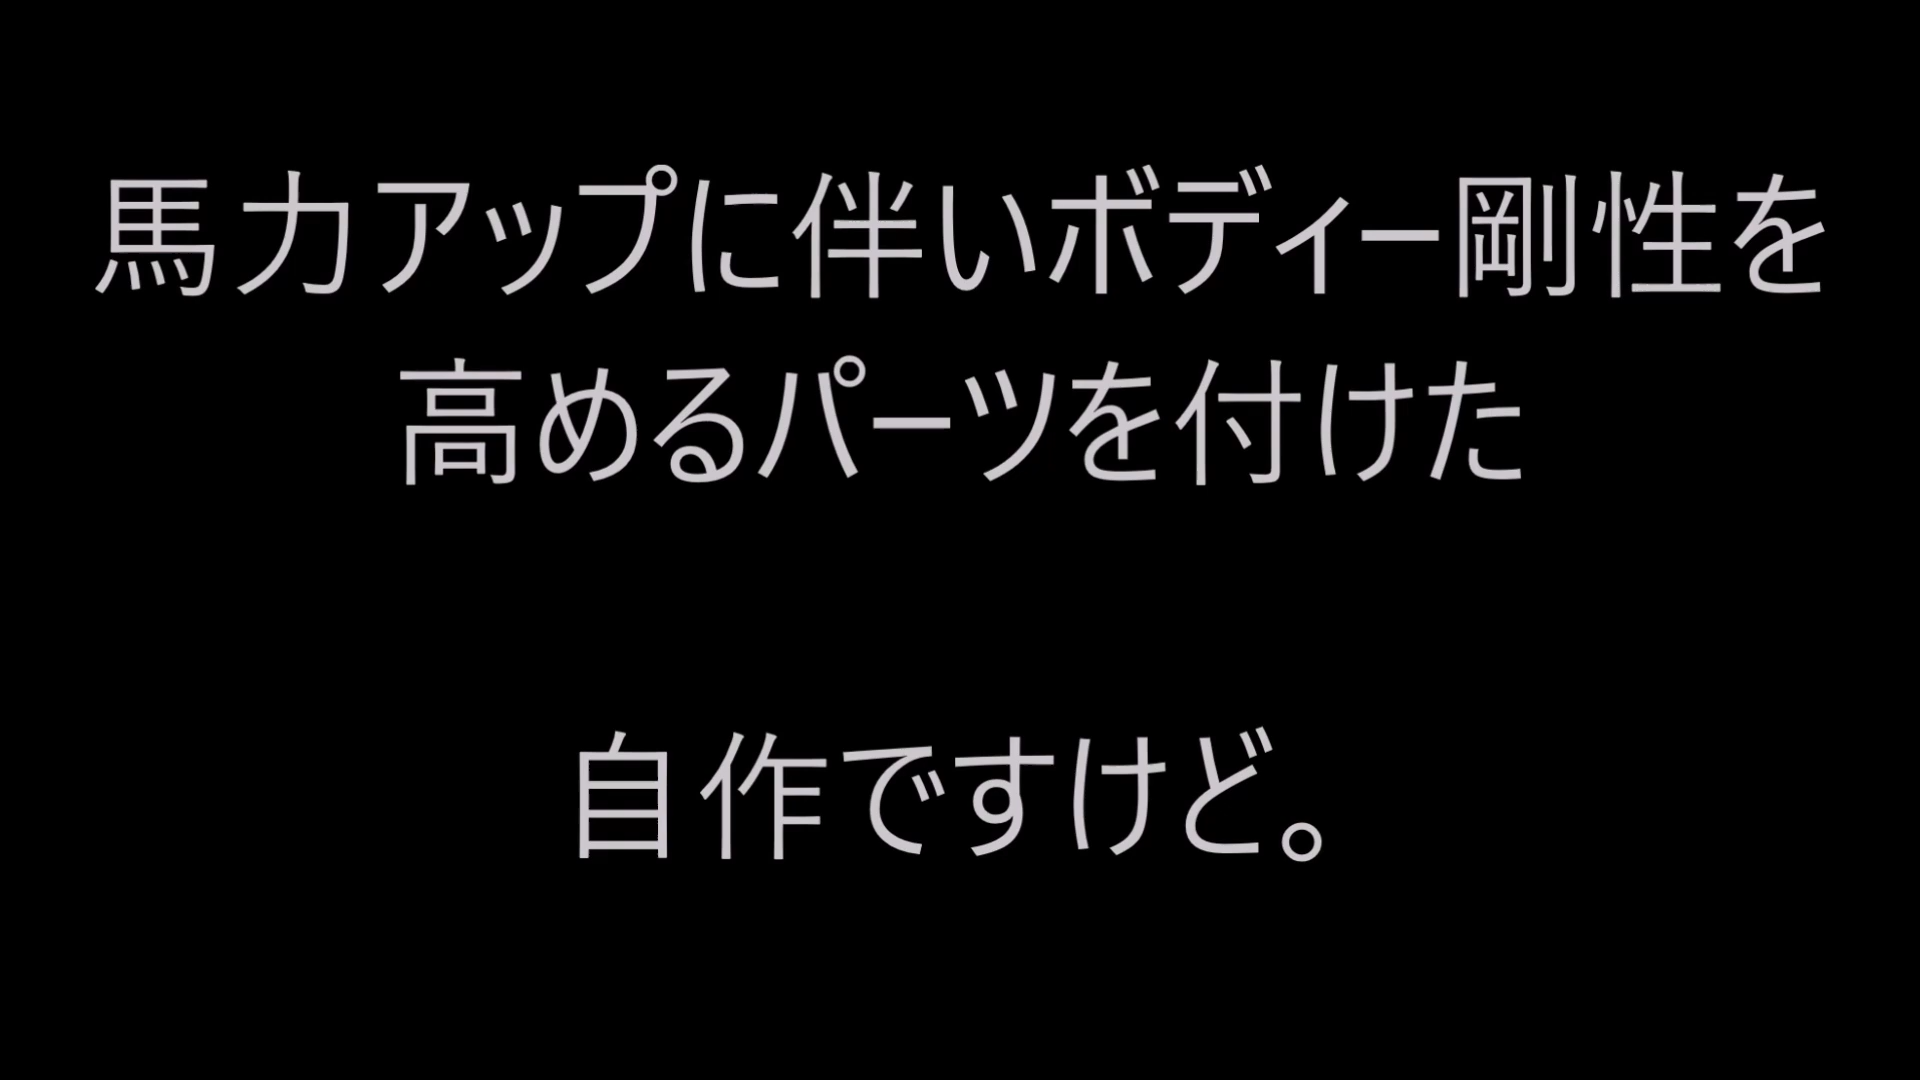 馬力アップに伴いボディー剛性を
高めるパーツを付けた
自作ですけど。